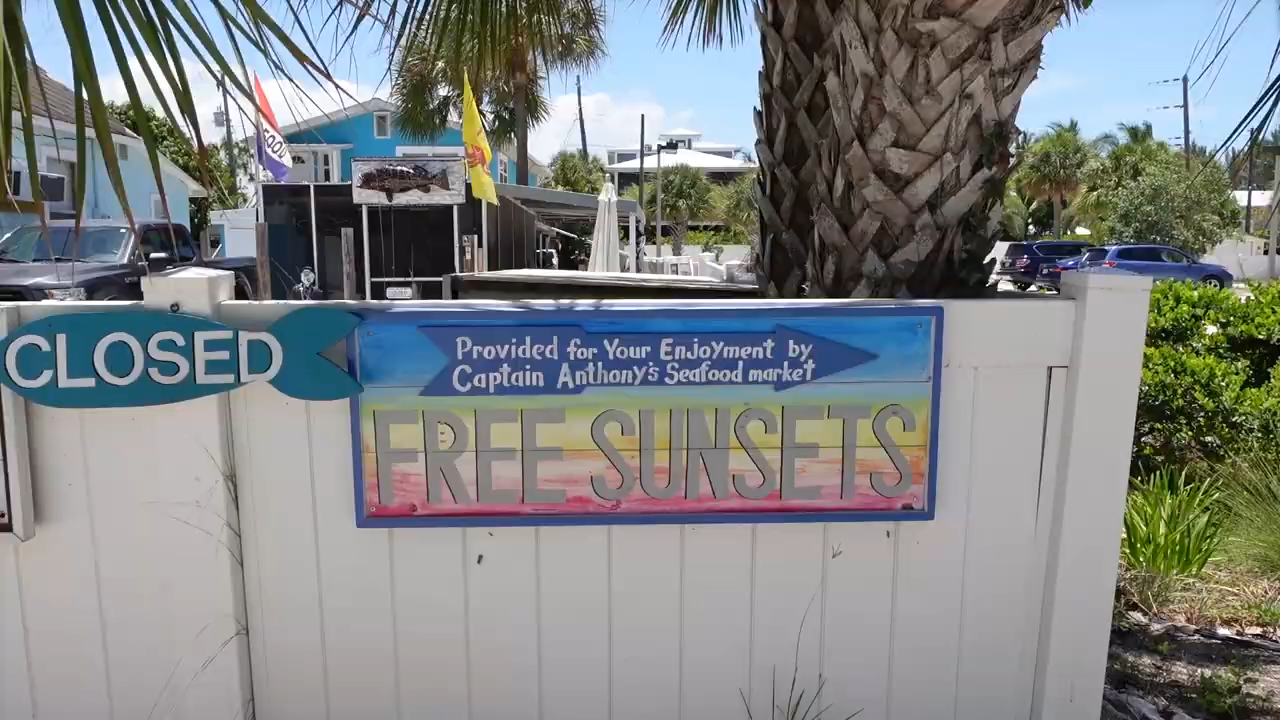 CLOSED
Provided for Your Enjoyment by
Captain Anthony's Seafood market
FREE SUNSETS